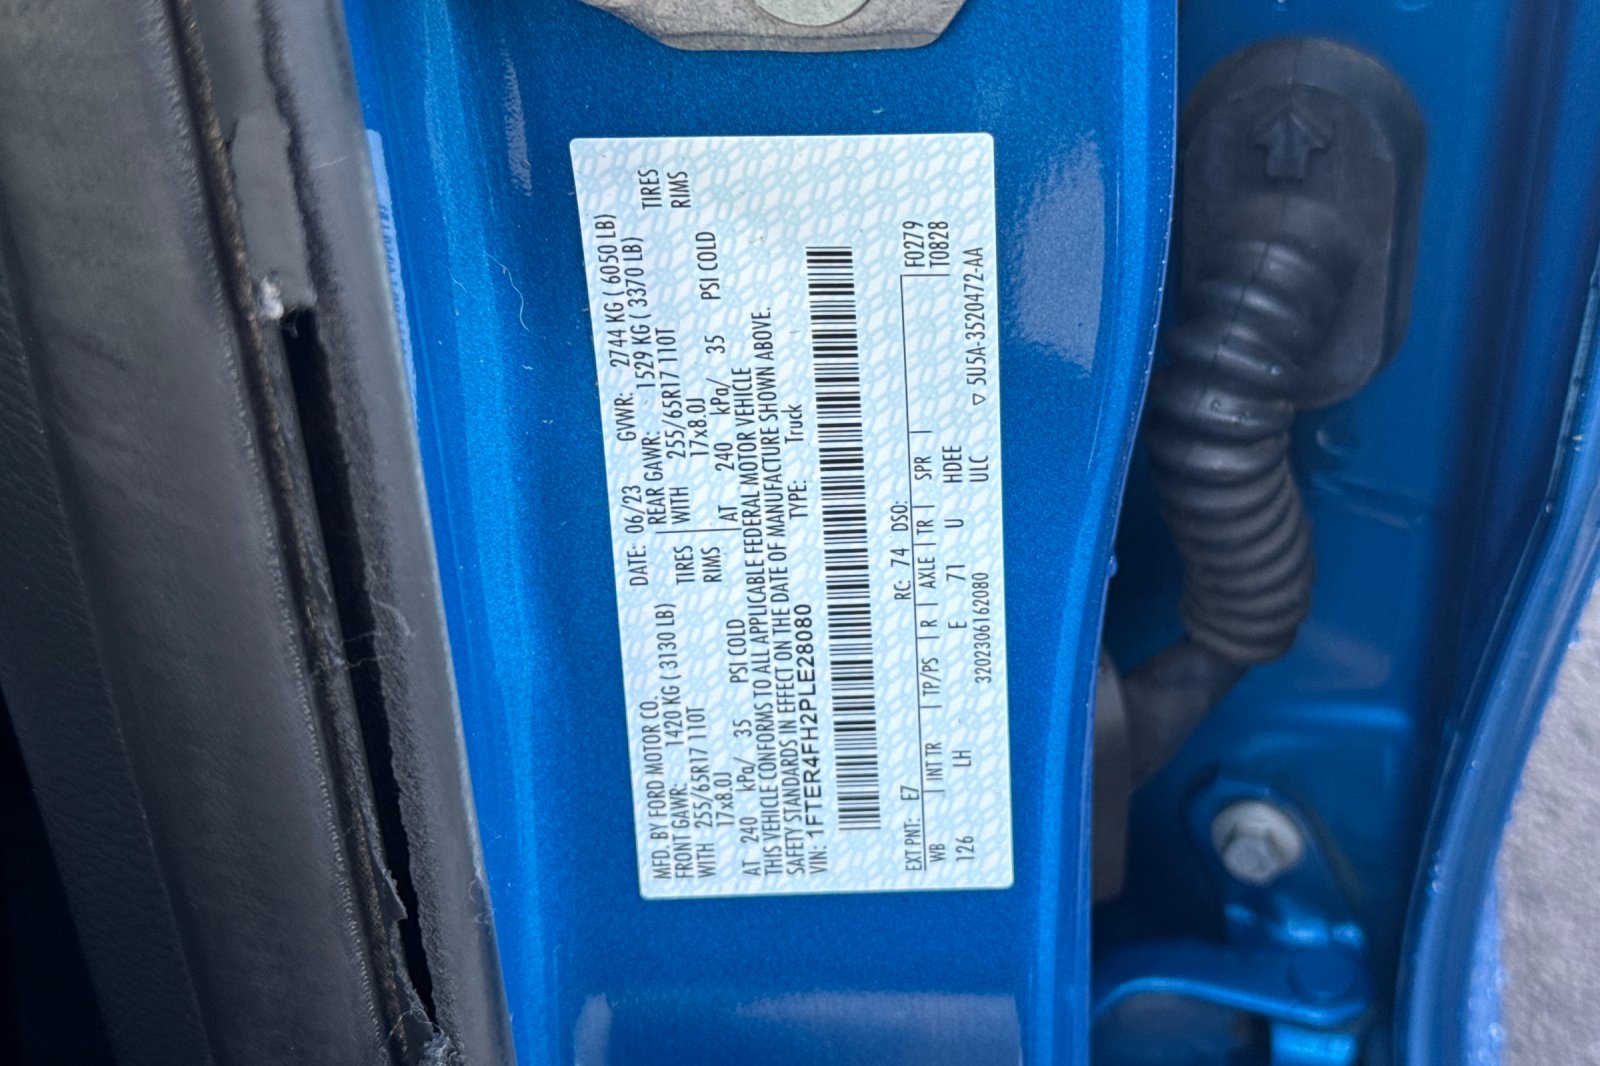 MFD. BY FORD MOTOR CO. DATE: 06/23 GVWR: 2744 KG ( 6050 LB)
FRONT GAWR: 1420 KG ( 3130 LB) REAR GAWR: 1529 KG ( 3370 LB)
WITH 255/65R17 110T TIRES WITH 255/65R17 110T TIRES
17x8.0J RIMS 17x8.0J RIMS
AT 240 kPa/ 35 PSI COLD AT 240 kPa/ 35 PSI COLD
THIS VEHICLE CONFORMS TO ALL APPLICABLE FEDERAL MOTOR VEHICLE
SAFETY STANDARDS IN EFFECT ON THE DATE OF MANUFACTURE SHOWN ABOVE.
VIN: 1FTER4FH2PLE28080 TYPE: Truck
EXT PNT: E7 RC: 74 DSO: F0279
WB | INT TR | TP/PS | R | AXLE | TR | SPR | T0828
126 LH E 71 U HDEE
3202306162080 ULC ▽ 5U5A-3520472-AA